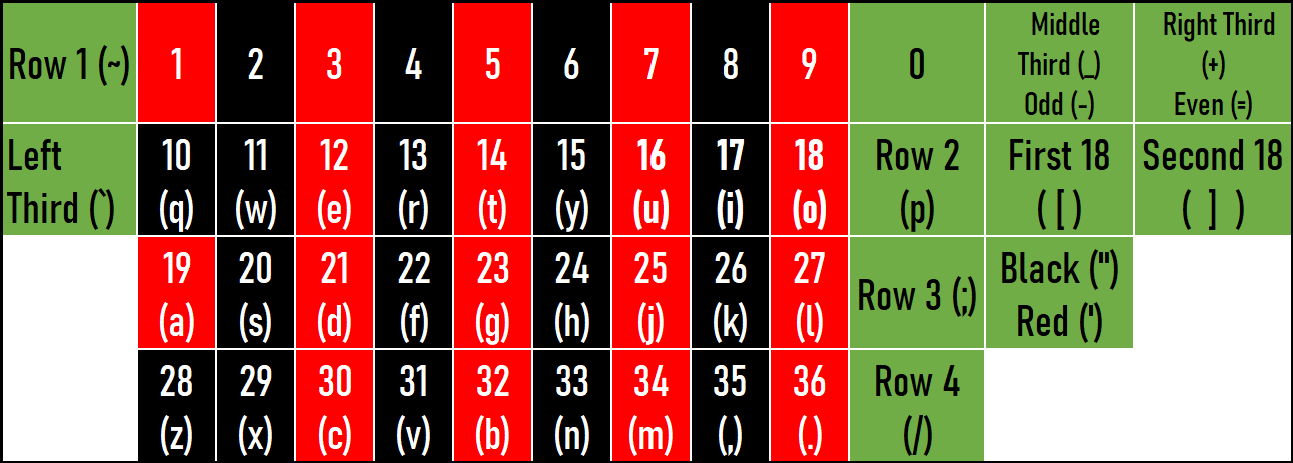 Row 1 (~) 1 2 3 4 5 6 7 8 9 0 Middle Third (_) Odd (-) Right Third (+) Even (=)
Left Third (`) 10 (q) 11 (w) 12 (e) 13 (r) 14 (t) 15 (y) 16 (u) 17 (i) 18 (o) Row 2 (p) First 18 ( [ ) Second 18 ( ] )
19 (a) 20 (s) 21 (d) 22 (f) 23 (g) 24 (h) 25 (j) 26 (k) 27 (l) Row 3 (;) Black (") Red (')
28 (z) 29 (x) 30 (c) 31 (v) 32 (b) 33 (n) 34 (m) 35 (,) 36 (.) Row 4 (/)